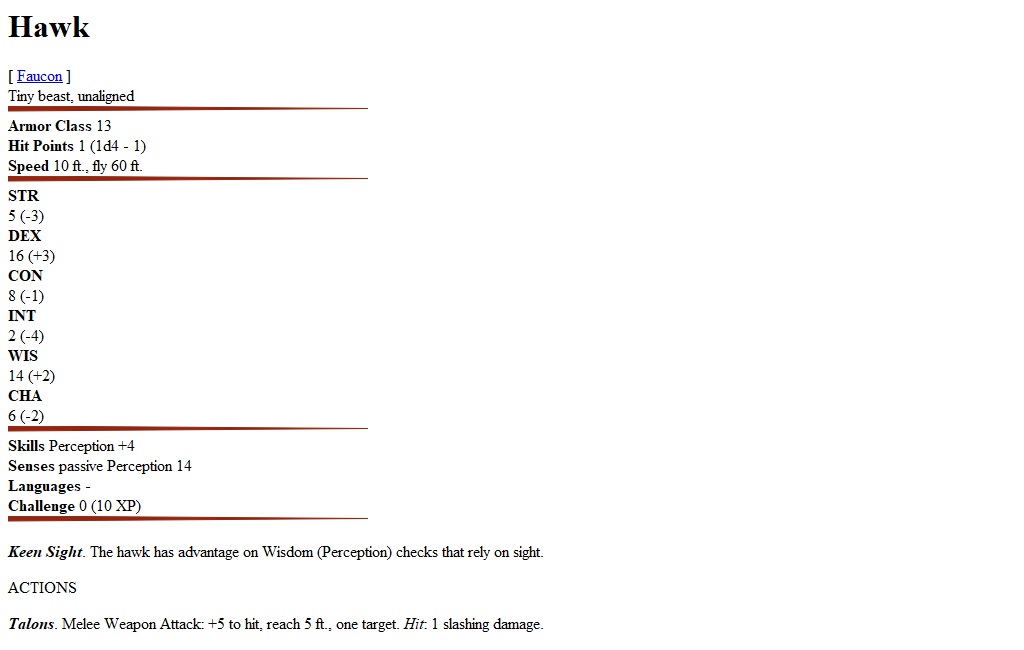 Hawk
[ Faucon ]
Tiny beast, unaligned
Armor Class 13
Hit Points 1 (1d4 - 1)
Speed 10 ft., fly 60 ft.
STR
5 (-3)
DEX
16 (+3)
CON
8 (-1)
INT
2 (-4)
WIS
14 (+2)
CHA
6 (-2)
Skills Perception +4
Senses passive Perception 14
Languages -
Challenge 0 (10 XP)
Keen Sight. The hawk has advantage on Wisdom (Perception) checks that rely on sight.
ACTIONS
Talons. Melee Weapon Attack: +5 to hit, reach 5 ft., one target. Hit: 1 slashing damage.